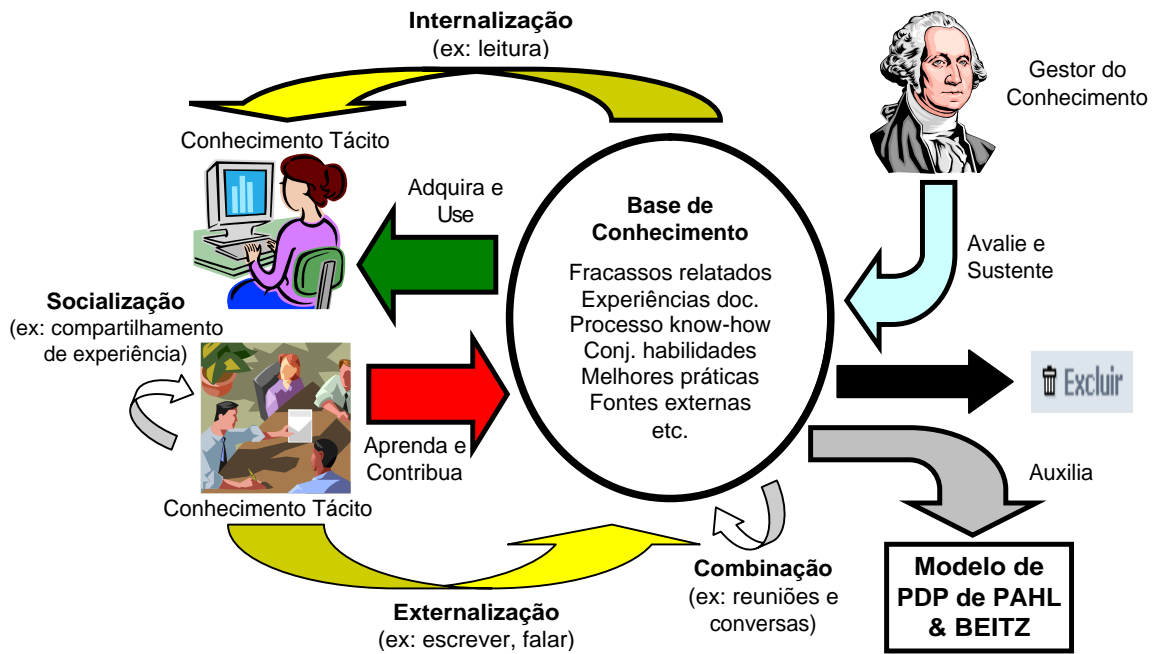 Internalização
(ex: leitura)
Gestor do
Conhecimento
Conhecimento Tácito
Adquira e
Use
Base de
Conhecimento
Fracassos relatados
Experiências doc.
Processo know-how
Conj. habilidades
Melhores práticas
Fontes externas
etc.
Avalie e
Sustente
Socialização
(ex: compartilhamento
de experiência)
Excluir
Aprenda e
Contribua
Auxilia
Conhecimento Tácito
Combinação
(ex: reuniões e
conversas)
Externalização
(ex: escrever, falar)
Modelo de
PDP de PAHL
& BEITZ